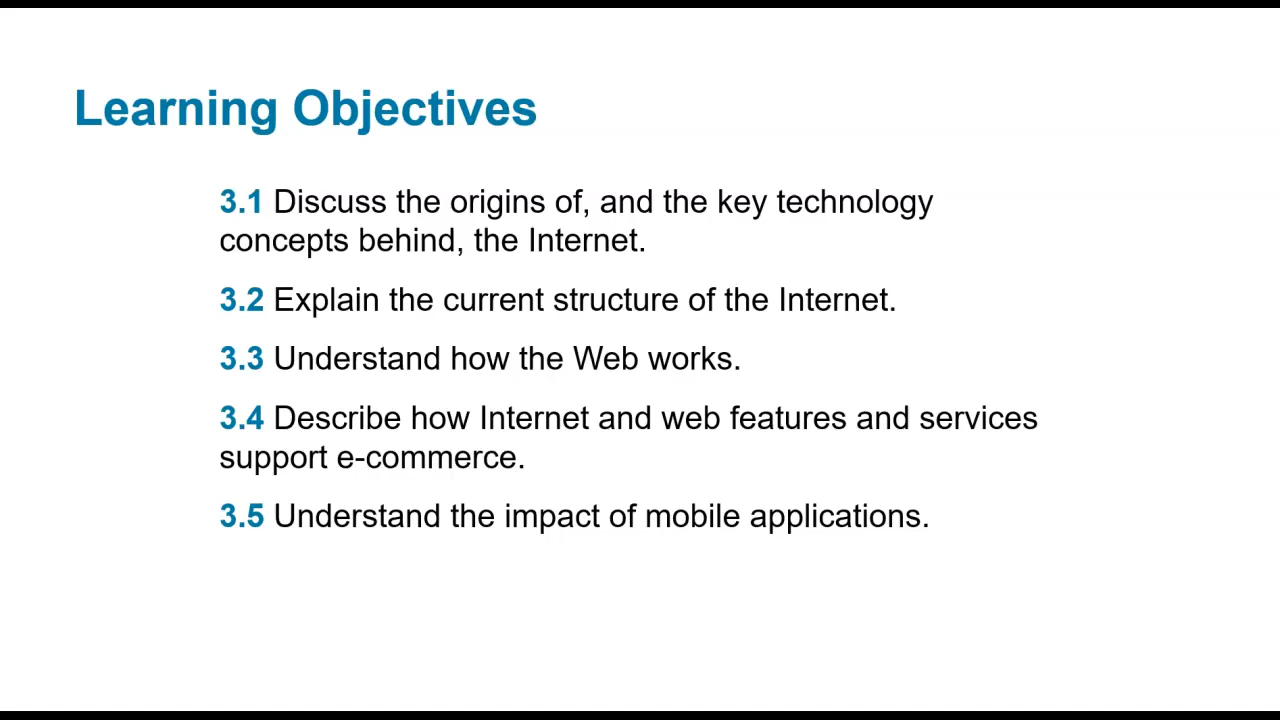 Learning Objectives
3.1 Discuss the origins of, and the key technology
concepts behind, the Internet.
3.2 Explain the current structure of the Internet.
3.3 Understand how the Web works.
3.4 Describe how Internet and web features and services
support e-commerce.
3.5 Understand the impact of mobile applications.